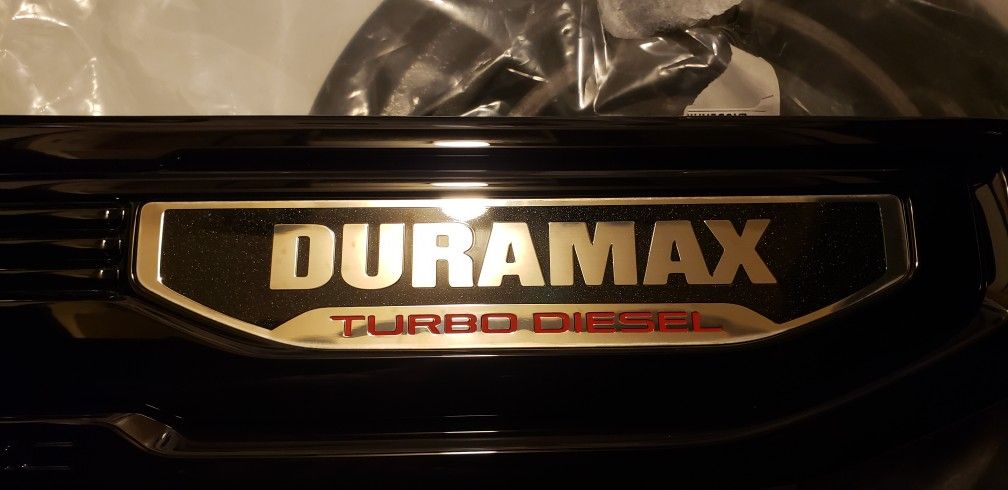 DURAMAX
TURBO DIESEL